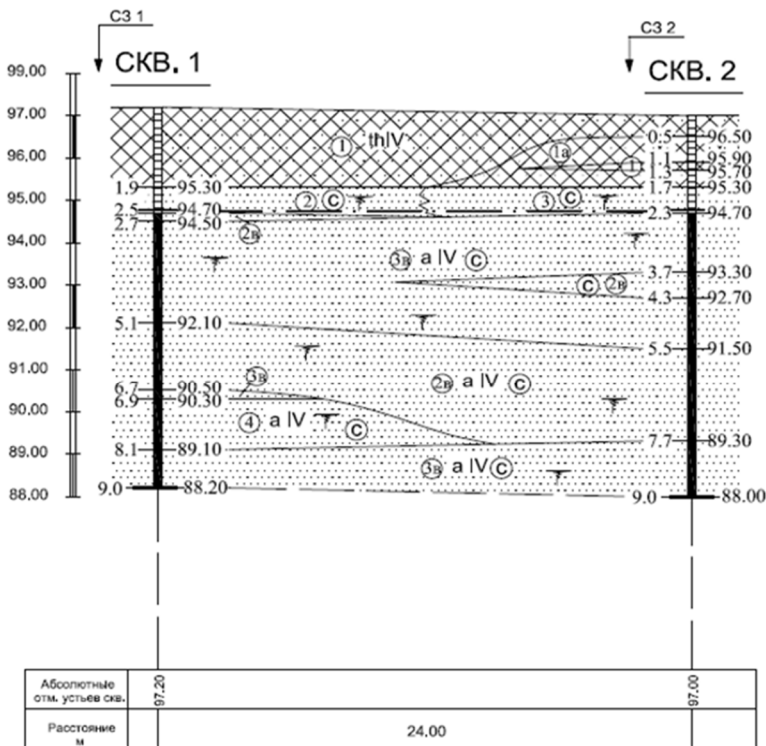 СЗ 1
СЗ 2
СКВ. 1
СКВ. 2
99.00
97.00
96.00
95.00
94.00
93.00
92.00
91.00
90.00
89.00
88.00
1 thIV
0.5 96.50
1а
1.1 95.90
1
1.3 95.70
1.9 95.30
1.7 95.30
2 С
3 С
2.5 94.70
2.3 94.70
2.7 94.50
2в
3в a IV С
3.7 93.30
С 2в
4.3 92.70
5.1 92.10
5.5 91.50
3в
2в a IV С
6.7 90.50
6.9 90.30
4 a IV С
7.7 89.30
8.1 89.10
3в a IV С
9.0 88.20
9.0 88.00
Абсолютные
отм. устьев скв.
97.20
97.00
Расстояние
м
24.00